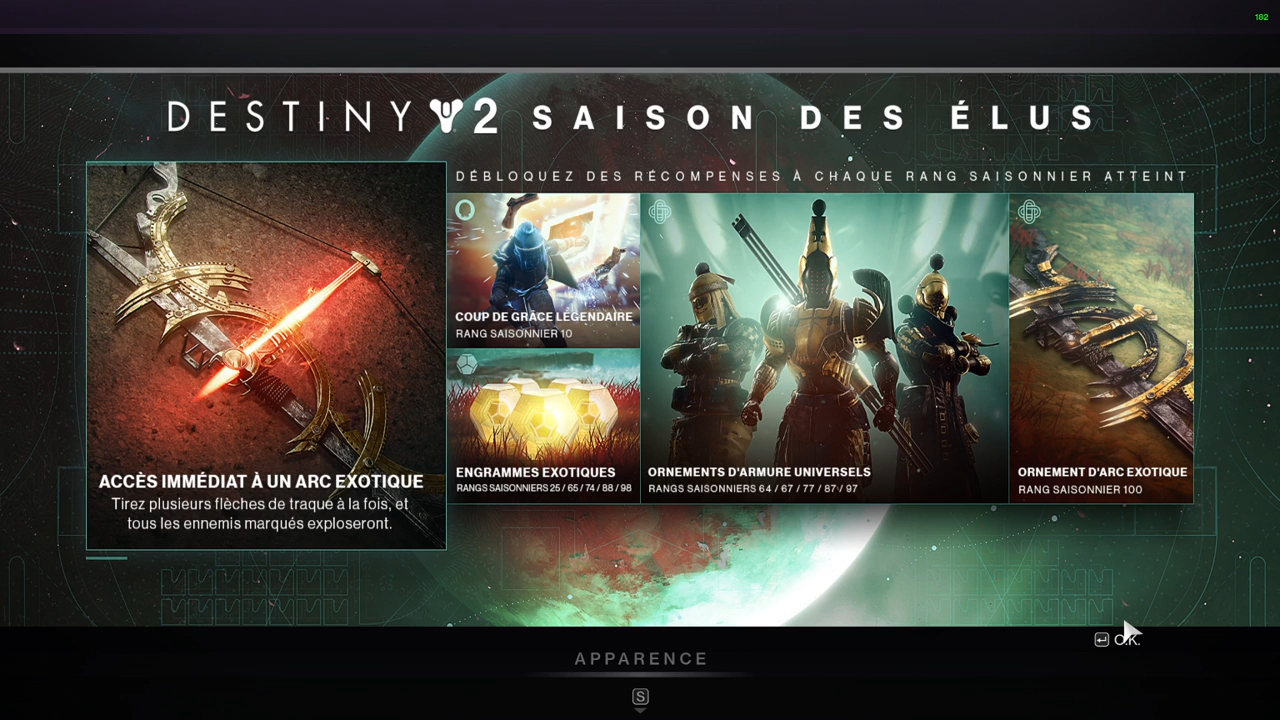 182
DESTINY 2 SAISON DES ÉLUS
DÉBLOQUEZ DES RÉCOMPENSES À CHAQUE RANG SAISONNIER ATTEINT
ACCÈS IMMÉDIAT À UN ARC EXOTIQUE
Tirez plusieurs flèches de traque à la fois, et
tous les ennemis marqués exploseront.
COUP DE GRÂCE LÉGENDAIRE
RANG SAISONNIER 10
ENGRAMMES EXOTIQUES
RANGS SAISONNIERS 25 / 65 / 74 / 88 / 98
ORNEMENTS D'ARMURE UNIVERSELS
RANGS SAISONNIERS 64 / 67 / 77 / 87 / 97
ORNEMENT D'ARC EXOTIQUE
RANG SAISONNIER 100
O.K.
APPARENCE
S